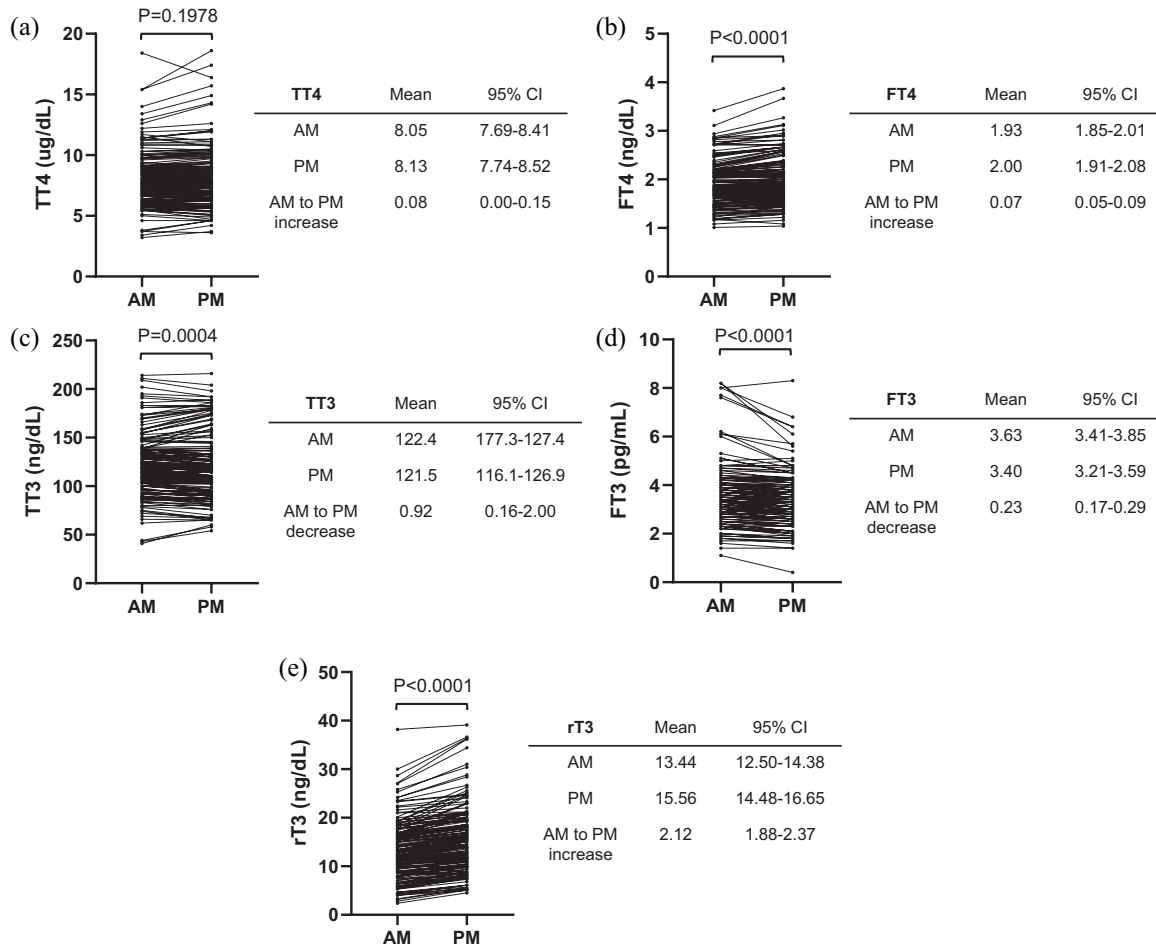 (a)
P=0.1978
TT4 (ug/dL)
20
15
10
5
0
AM PM
TT4 Mean 95% CI
AM 8.05 7.69-8.41
PM 8.13 7.74-8.52
AM to PM
increase 0.08 0.00-0.15
(b)
P<0.0001
FT4 (ng/dL)
5
4
3
2
1
0
AM PM
FT4 Mean 95% CI
AM 1.93 1.85-2.01
PM 2.00 1.91-2.08
AM to PM
increase 0.07 0.05-0.09
(c)
P=0.0004
TT3 (ng/dL)
250
200
150
100
50
0
AM PM
TT3 Mean 95% CI
AM 122.4 177.3-127.4
PM 121.5 116.1-126.9
AM to PM
decrease 0.92 0.16-2.00
(d)
P<0.0001
FT3 (pg/mL)
10
8
6
4
2
0
AM PM
FT3 Mean 95% CI
AM 3.63 3.41-3.85
PM 3.40 3.21-3.59
AM to PM
decrease 0.23 0.17-0.29
(e)
P<0.0001
rT3 (ng/dL)
50
40
30
20
10
0
AM PM
rT3 Mean 95% CI
AM 13.44 12.50-14.38
PM 15.56 14.48-16.65
AM to PM
increase 2.12 1.88-2.37